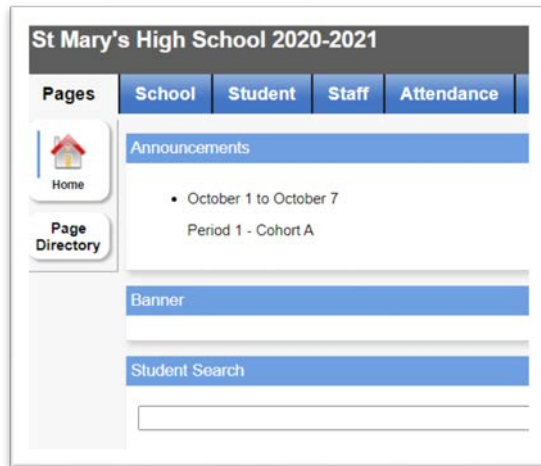 St Mary's High School 2020-2021
Pages School Student Staff Attendance
Home
Page
Directory
Announcements
• October 1 to October 7
Period 1 - Cohort A
Banner
Student Search